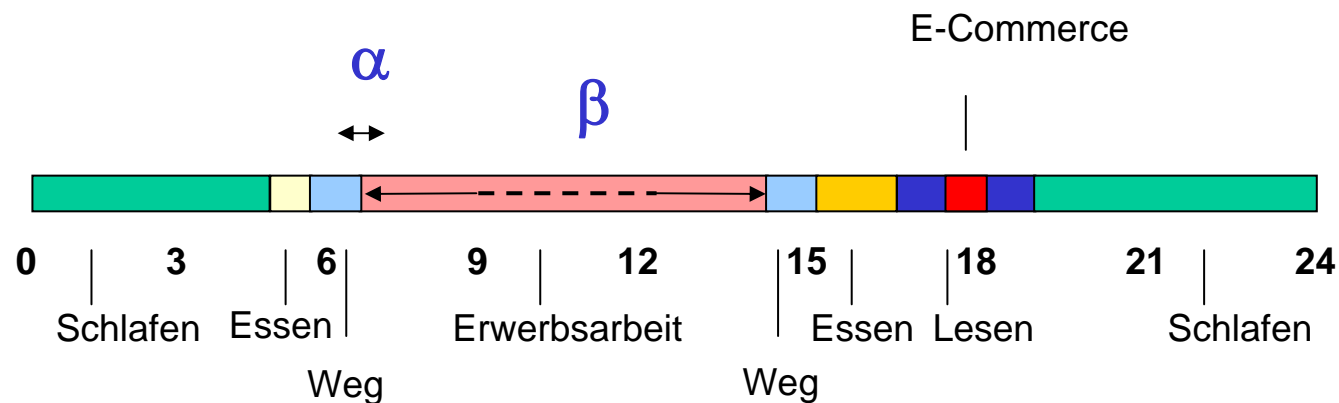 E-Commerce
α
β
0 3 6 9 12 15 18 21 24
Schlafen Essen Erwerbsarbeit Essen Lesen Schlafen
Weg Weg